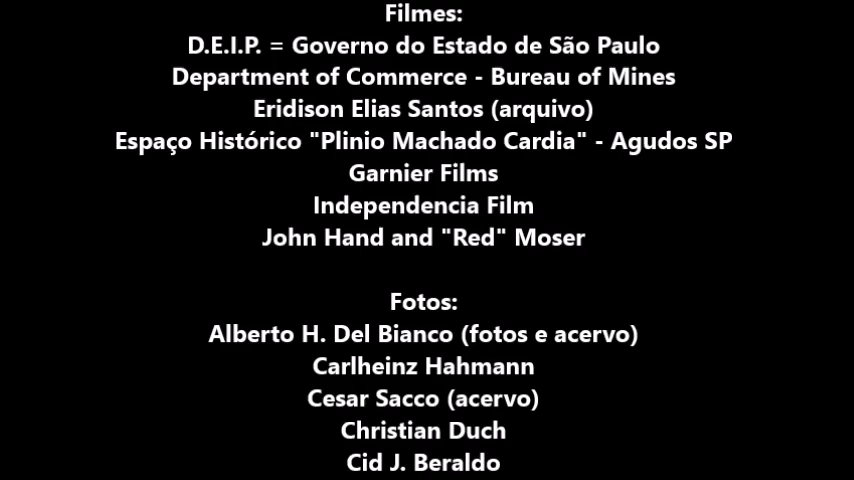 Filmes:
D.E.I.P. = Governo do Estado de São Paulo
Department of Commerce - Bureau of Mines
Eridison Elias Santos (arquivo)
Espaço Histórico "Plinio Machado Cardia" - Agudos SP
Garnier Films
Independencia Film
John Hand and "Red" Moser
Fotos:
Alberto H. Del Bianco (fotos e acervo)
Carlheinz Hahmann
Cesar Sacco (acervo)
Christian Duch
Cid J. Beraldo